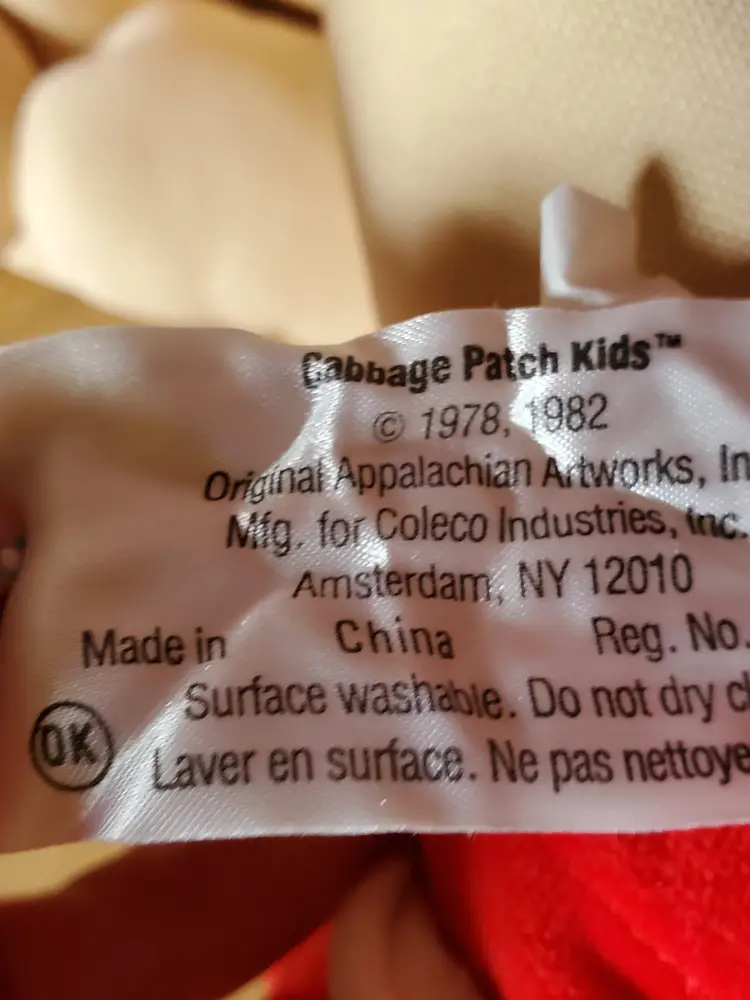 Cabbage Patch Kids™
© 1978, 1982
Original Appalachian Artworks, In
Mfg. for Coleco Industries, Inc.
Amsterdam, NY 12010
Made in China Reg. No.
Surface washable. Do not dry cl
OK Laver en surface. Ne pas nettoye